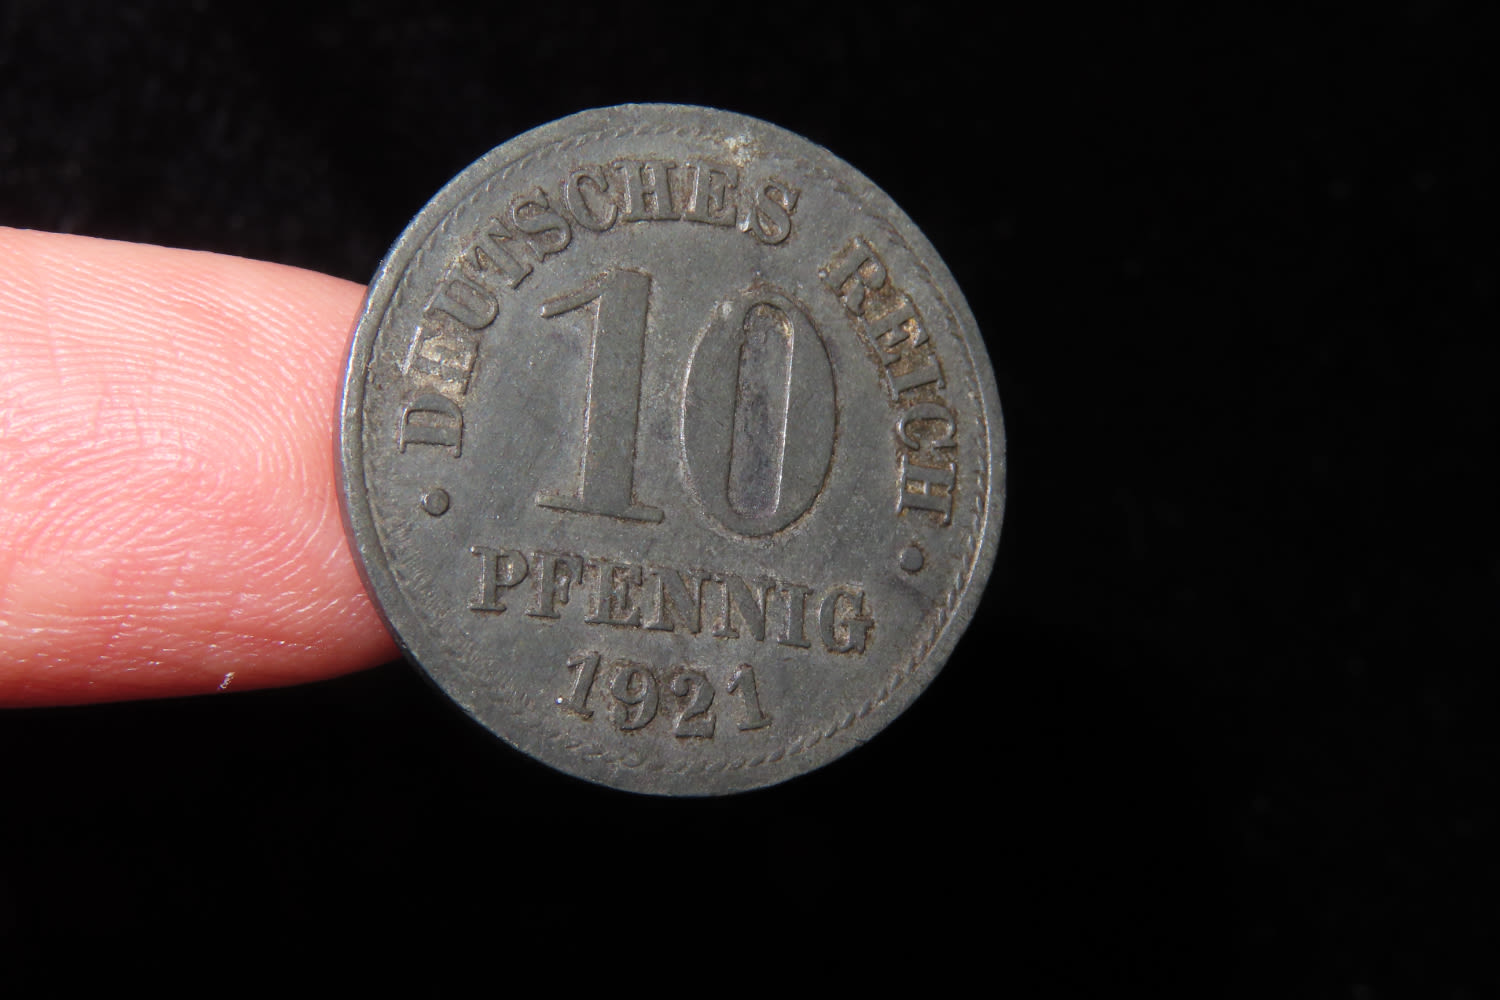 · DEUTSCHES REICH ·
10
PFENNIG
1921